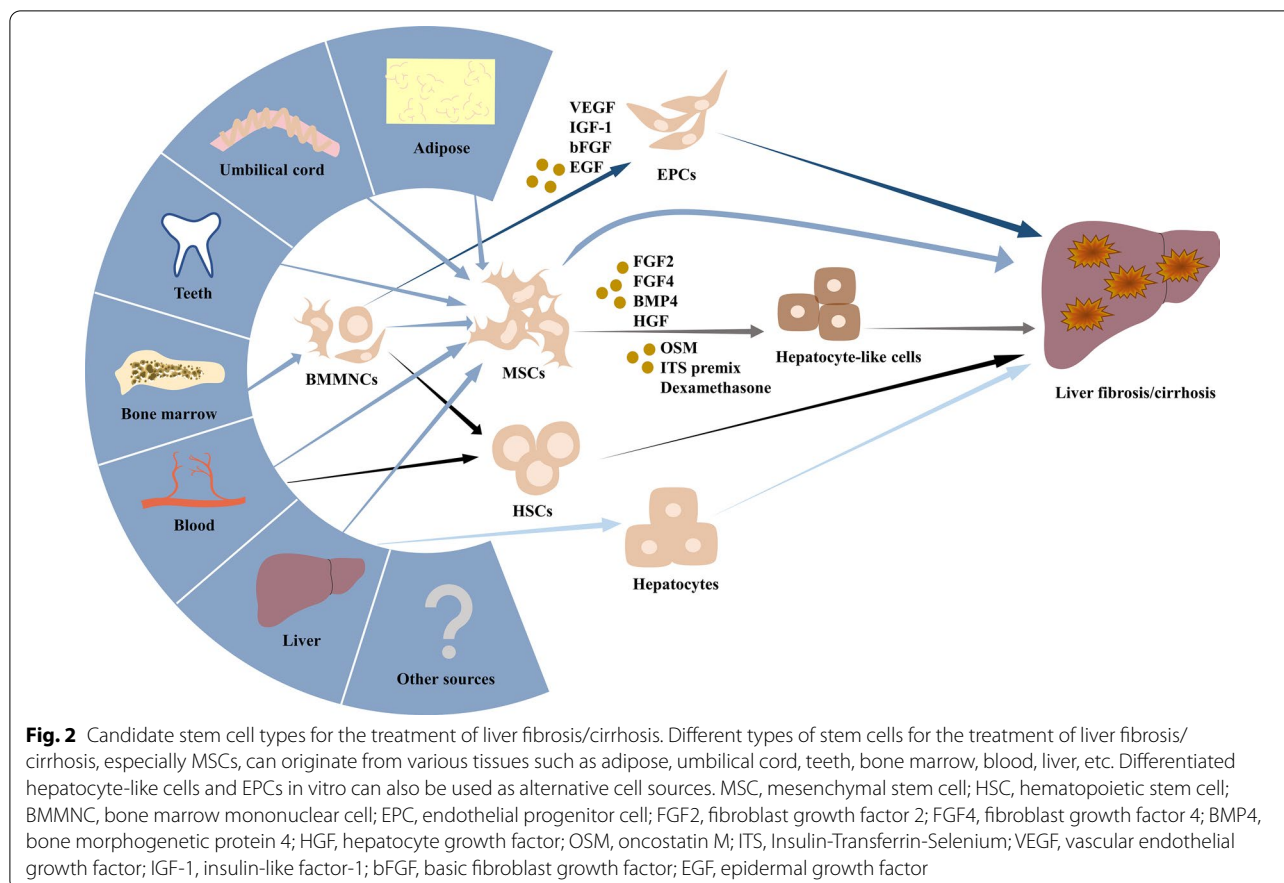 Adipose
Umbilical cord
Teeth
Bone marrow
Blood
Liver
?
Other sources
BMMNCs
VEGF
IGF-1
bFGF
EGF
EPCs
MSCs
FGF2
FGF4
BMP4
HGF
OSM
ITS premix
Dexamethasone
Hepatocyte-like cells
HSCs
Hepatocytes
Liver fibrosis/cirrhosis
Fig. 2 Candidate stem cell types for the treatment of liver fibrosis/cirrhosis. Different types of stem cells for the treatment of liver fibrosis/
cirrhosis, especially MSCs, can originate from various tissues such as adipose, umbilical cord, teeth, bone marrow, blood, liver, etc. Differentiated
hepatocyte-like cells and EPCs in vitro can also be used as alternative cell sources. MSC, mesenchymal stem cell; HSC, hematopoietic stem cell;
BMMNC, bone marrow mononuclear cell; EPC, endothelial progenitor cell; FGF2, fibroblast growth factor 2; FGF4, fibroblast growth factor 4; BMP4,
bone morphogenetic protein 4; HGF, hepatocyte growth factor; OSM, oncostatin M; ITS, Insulin-Transferrin-Selenium; VEGF, vascular endothelial
growth factor; IGF-1, insulin-like factor-1; bFGF, basic fibroblast growth factor; EGF, epidermal growth factor